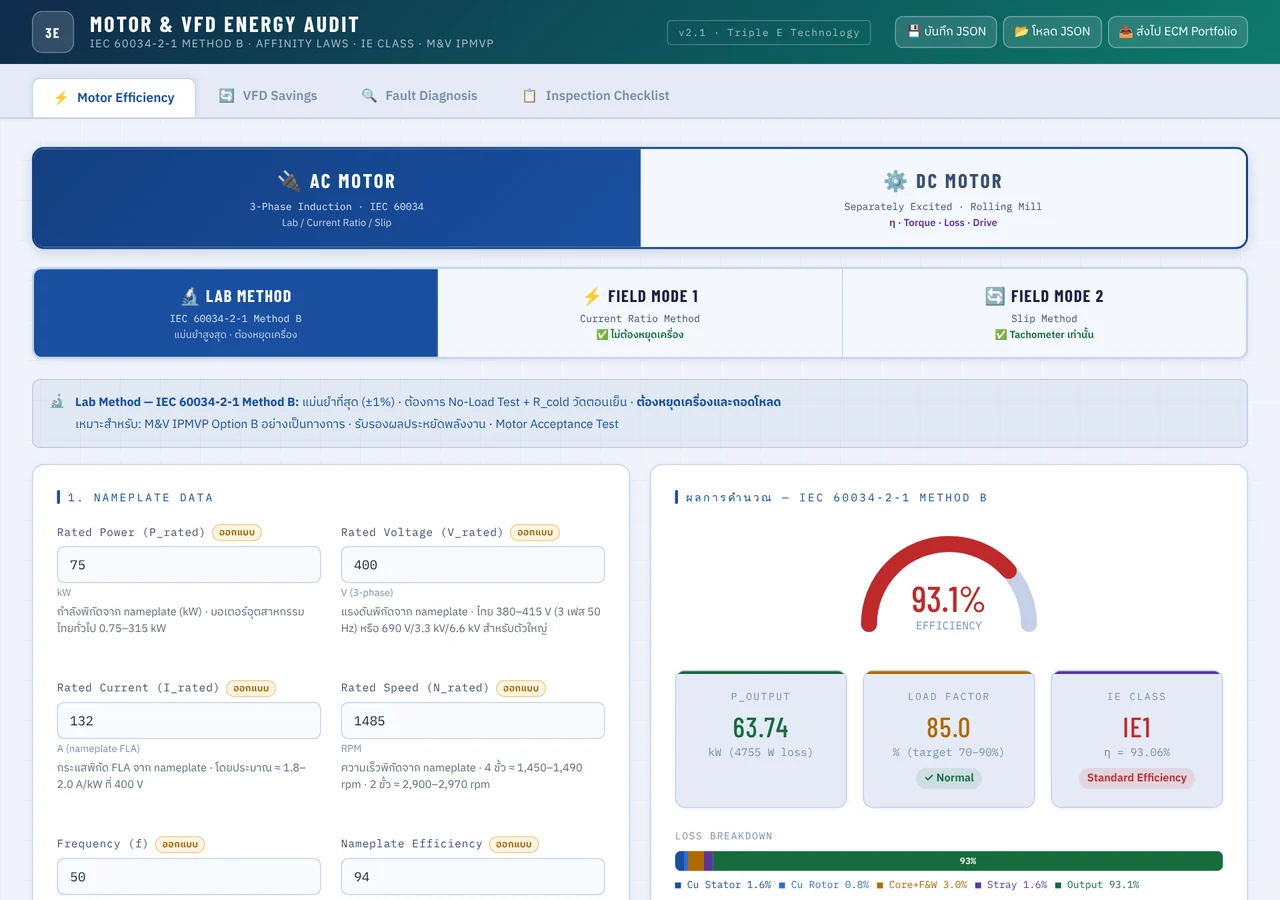 3E
MOTOR & VFD ENERGY AUDIT
IEC 60034-2-1 METHOD B · AFFINITY LAWS · IE CLASS · M&V IPMVP
v2.1 · Triple E Technology
💾 บันทึก JSON
📂 โหลด JSON
📤 ส่งไป ECM Portfolio
⚡ Motor Efficiency
🔄 VFD Savings
🔍 Fault Diagnosis
📋 Inspection Checklist
🔌 AC MOTOR
3-Phase Induction · IEC 60034
Lab / Current Ratio / Slip
⚙️ DC MOTOR
Separately Excited · Rolling Mill
η · Torque · Loss · Drive
🔬 LAB METHOD
IEC 60034-2-1 Method B
แม่นยำสูงสุด · ต้องหยุดเครื่อง
⚡ FIELD MODE 1
Current Ratio Method
✅ ไม่ต้องหยุดเครื่อง
🔄 FIELD MODE 2
Slip Method
✅ Tachometer เท่านั้น
🔬 Lab Method — IEC 60034-2-1 Method B: แม่นยำที่สุด (±1%) · ต้องการ No-Load Test + R_cold วัดตอนเย็น · ต้องหยุดเครื่องและถอดโหลด
เหมาะสำหรับ: M&V IPMVP Option B อย่างเป็นทางการ · รับรองผลประหยัดพลังงาน · Motor Acceptance Test
1. NAMEPLATE DATA
Rated Power (P_rated) ออกแบบ
75
kW
กำลังพิกัดจาก nameplate (kW) · มอเตอร์อุตสาหกรรม
ไทยทั่วไป 0.75–315 kW
Rated Voltage (V_rated) ออกแบบ
400
V (3-phase)
แรงดันพิกัดจาก nameplate · ไทย 380–415 V (3 เฟส 50
Hz) หรือ 690 V/3.3 kV/6.6 kV สำหรับตัวใหญ่
Rated Current (I_rated) ออกแบบ
132
A (nameplate FLA)
กระแสพิกัด FLA จาก nameplate · โดยประมาณ ≈ 1.8–
2.0 A/kW ที่ 400 V
Rated Speed (N_rated) ออกแบบ
1485
RPM
ความเร็วพิกัดจาก nameplate · 4 ขั้ว ≈ 1,450–1,490
rpm · 2 ขั้ว ≈ 2,900–2,970 rpm
Frequency (f) ออกแบบ
50
Nameplate Efficiency ออกแบบ
94
ผลการคำนวณ — IEC 60034-2-1 METHOD B
93.1%
EFFICIENCY
P_OUTPUT
63.74
kW (4755 W loss)
LOAD FACTOR
85.0
% (target 70–90%)
✓ Normal
IE CLASS
IE1
η = 93.06%
Standard Efficiency
LOSS BREAKDOWN
93%
■ Cu Stator 1.6% ■ Cu Rotor 0.8% ■ Core+F&W 3.0% ■ Stray 1.6% ■ Output 93.1%